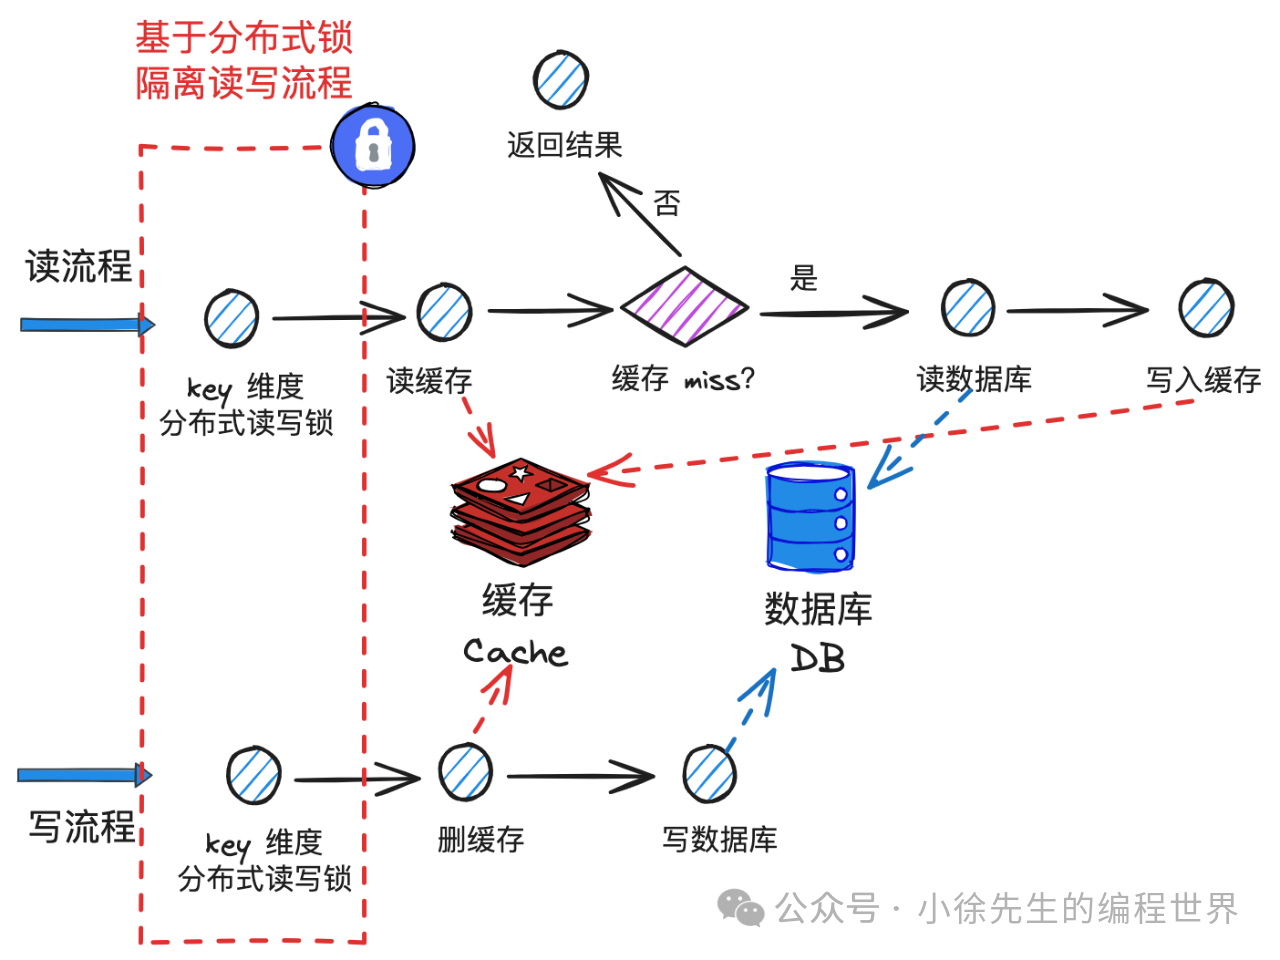 基于分布式锁
隔离读写流程
返回结果
否
读流程
是
key 维度
分布式读写锁
读缓存
缓存 miss?
读数据库
写入缓存
缓存
Cache
数据库
DB
写流程
key 维度
分布式读写锁
删缓存
写数据库
公众号 · 小徐先生的编程世界